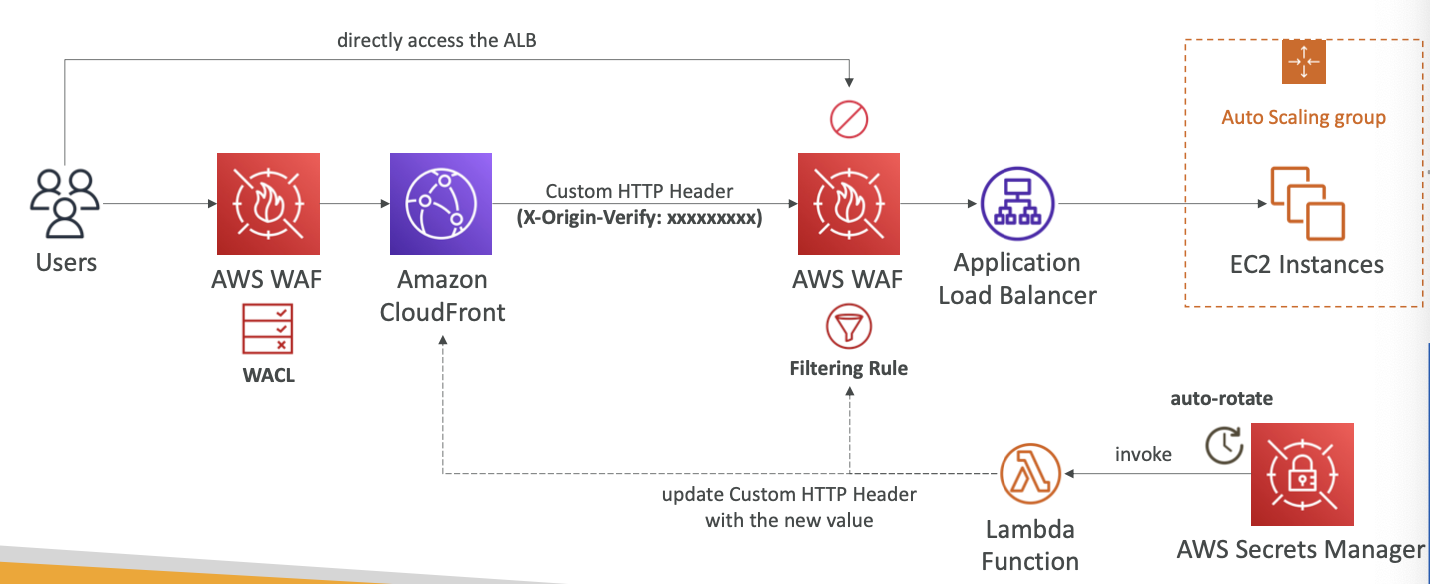 directly access the ALB
Auto Scaling group
Custom HTTP Header
(X-Origin-Verify: xxxxxxxxx)
Users
AWS WAF
Amazon
CloudFront
AWS WAF
Application
Load Balancer
EC2 Instances
WACL
Filtering Rule
auto-rotate
invoke
update Custom HTTP Header
with the new value
Lambda
Function
AWS Secrets Manager